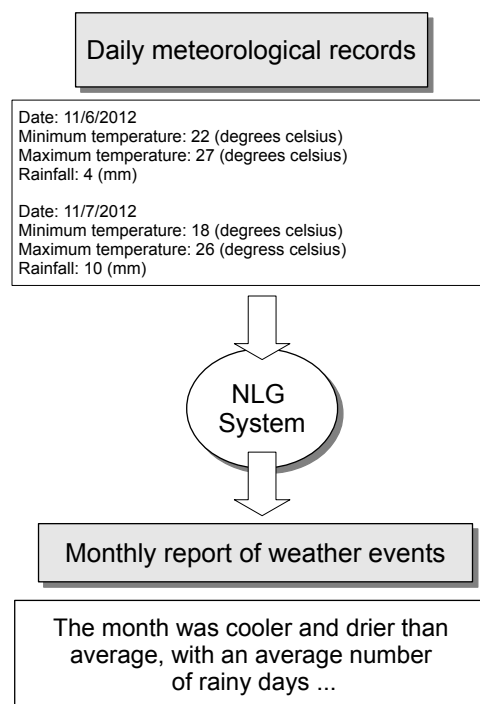 Daily meteorological records
Date: 11/6/2012
Minimum temperature: 22 (degrees celsius)
Maximum temperature: 27 (degrees celsius)
Rainfall: 4 (mm)
Date: 11/7/2012
Minimum temperature: 18 (degrees celsius)
Maximum temperature: 26 (degress celsius)
Rainfall: 10 (mm)
NLG
System
Monthly report of weather events
The month was cooler and drier than
average, with an average number
of rainy days ...